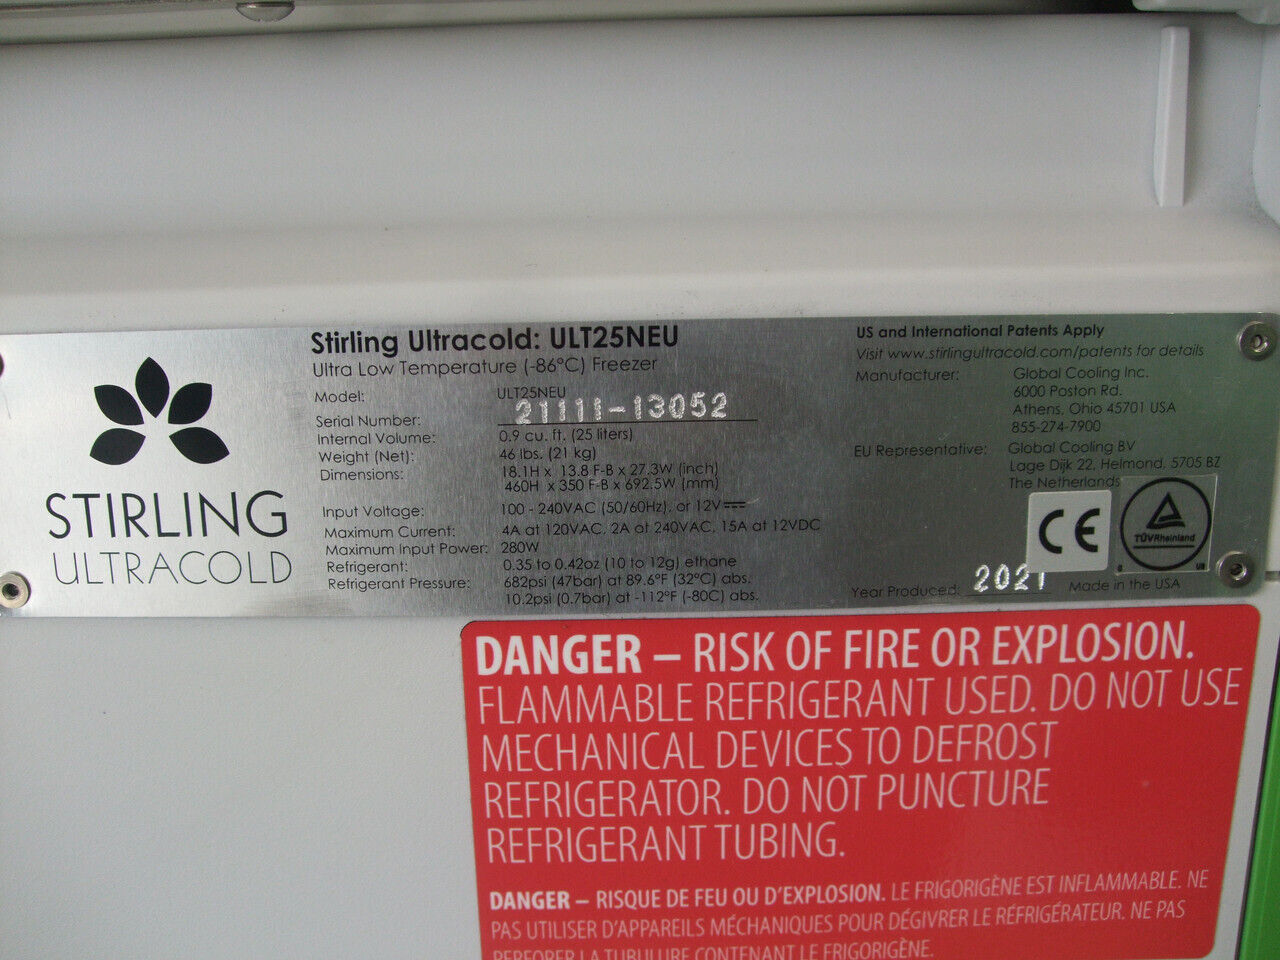 STIRLING
ULTRACOLD
Stirling Ultracold: ULT25NEU
Ultra Low Temperature (-86°C) Freezer
Model: ULT25NEU
Serial Number: 21111-13052
Internal Volume: 0.9 cu. ft. (25 liters)
Weight (Net): 46 lbs. (21 kg)
Dimensions: 18.1H x 13.8 F-B x 27.3W (inch)
460H x 350 F-B x 692.5W (mm)
Input Voltage: 100 - 240VAC (50/60Hz), or 12V
Maximum Current: 4A at 120VAC, 2A at 240VAC, 15A at 12VDC
Maximum Input Power: 280W
Refrigerant: 0.35 to 0.42oz (10 to 12g) ethane
Refrigerant Pressure: 682psi (47bar) at 89.6°F (32°C) abs.
10.2psi (0.7bar) at -112°F (-80C) abs.
US and International Patents Apply
Visit www.stirlingultracold.com/patents for details
Manufacturer: Global Cooling Inc.
6000 Poston Rd.
Athens, Ohio 45701 USA
855-274-7900
EU Representative: Global Cooling BV
Lage Dijk 22, Helmond, 5705 BZ
The Netherlands
CE
TÜVRheinland
C US
Year Produced: 2021 Made in the USA
DANGER – RISK OF FIRE OR EXPLOSION.
FLAMMABLE REFRIGERANT USED. DO NOT USE
MECHANICAL DEVICES TO DEFROST
REFRIGERATOR. DO NOT PUNCTURE
REFRIGERANT TUBING.
DANGER – RISQUE DE FEU OU D'EXPLOSION. LE FRIGORIGÈNE EST INFLAMMABLE. NE
PAS UTILISER D'APPAREILS MÉCHANIQUES POUR DÉGIVRER LE RÉFRIGÉRATEUR. NE PAS
PERFORER LA TUBULURE CONTENANT LE FRIGORIGÈNE.